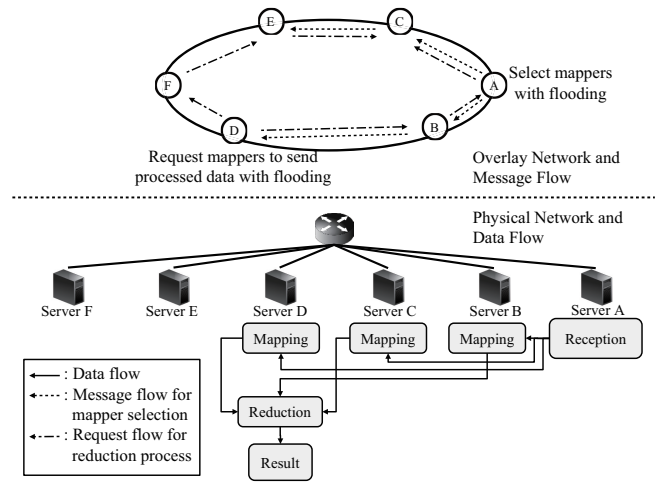 E
C
F
A
D
B
Select mappers
with flooding
Request mappers to send
processed data with flooding
Overlay Network and
Message Flow
Physical Network and
Data Flow
Server F
Server E
Server D
Server C
Server B
Server A
Mapping
Mapping
Mapping
Reception
Reduction
Result
: Data flow
: Message flow for
mapper selection
: Request flow for
reduction process